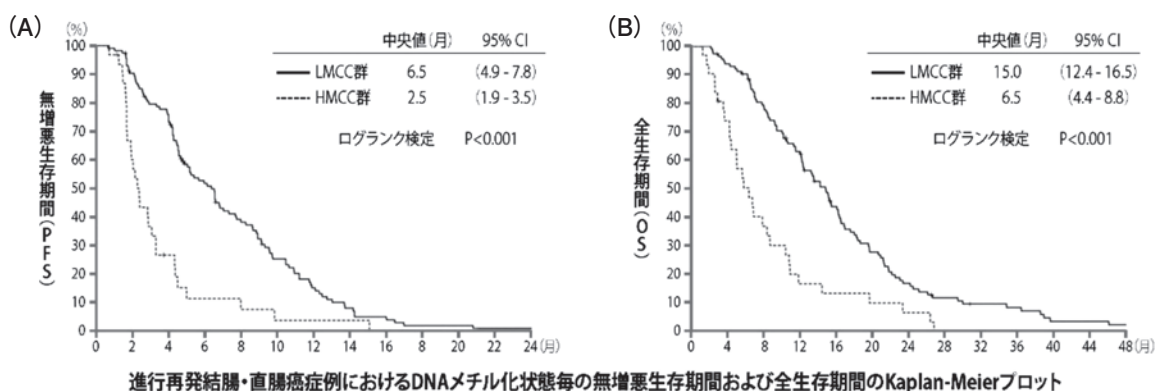 (A)
(%)
100
90
80
70
60
50
40
30
20
10
0
無増悪生存期間(PFS)
中央値(月) 95% CI
LMCC群 6.5 (4.9 - 7.8)
HMCC群 2.5 (1.9 - 3.5)
ログランク検定 P<0.001
0 2 4 6 8 10 12 14 16 18 20 22 24(月)
(B)
(%)
100
90
80
70
60
50
40
30
20
10
0
全生存期間(OS)
中央値(月) 95% CI
LMCC群 15.0 (12.4 - 16.5)
HMCC群 6.5 (4.4 - 8.8)
ログランク検定 P<0.001
0 4 8 12 16 20 24 28 32 36 40 44 48(月)
進行再発結腸・直腸癌症例におけるDNAメチル化状態毎の無増悪生存期間および全生存期間のKaplan-Meierプロット